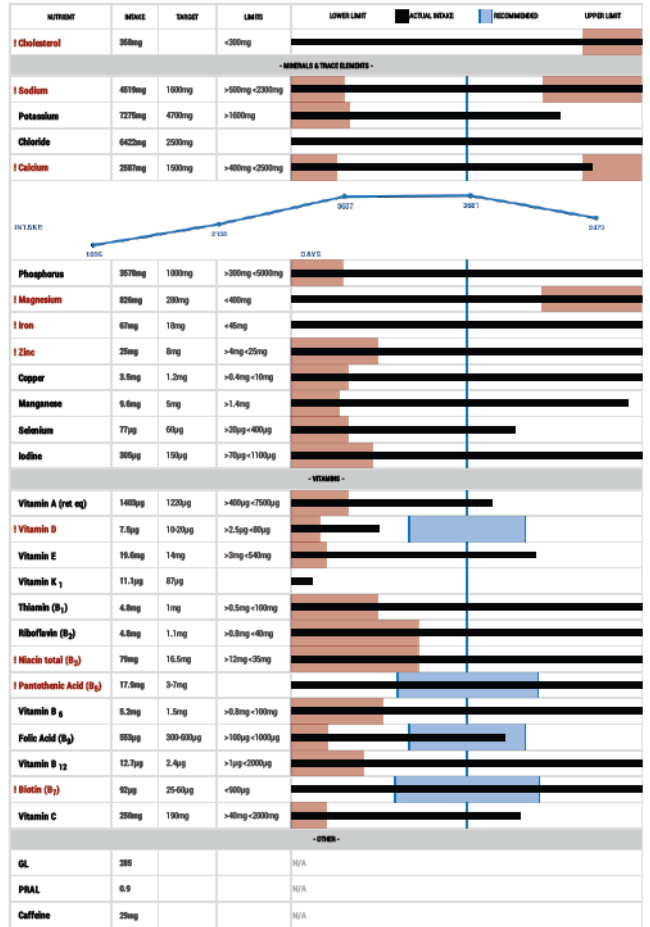 NUTRIENT INTAKE TARGET LIMITS LOWER LIMIT ACTUAL INTAKE RECOMMENDED UPPER LIMIT
! Cholesterol 368mg <300mg
- MINERALS & TRACE ELEMENTS -
! Sodium 4519mg 1600mg >500mg <2300mg
Potassium 7275mg 4700mg >1600mg
Chloride 6422mg 2500mg
! Calcium 2587mg 1500mg >400mg <2500mg
INTAKE
DAYS
Phosphorus 3578mg 1000mg >300mg <5000mg
! Magnesium 826mg 280mg <400mg
! Iron 67mg 18mg <45mg
! Zinc 25mg 8mg >4mg <25mg
Copper 3.5mg 1.2mg >0.4mg <10mg
Manganese 9.6mg 5mg >1.4mg
Selenium 77µg 60µg >20µg <400µg
Iodine 305µg 150µg >70µg <1100µg
- VITAMINS -
Vitamin A (ret eq) 1403µg 1220µg >400µg <7500µg
! Vitamin D 7.5µg 10-20µg >2.5µg <80µg
Vitamin E 19.6mg 14mg >3mg <540mg
Vitamin K 1 11.1µg 87µg
Thiamin (B1) 4.8mg 1mg >0.5mg <100mg
Riboflavin (B2) 4.8mg 1.1mg >0.8mg <40mg
! Niacin total (B3) 79mg 16.5mg >12mg <35mg
! Pantothenic Acid (B5) 17.9mg 3-7mg
Vitamin B 6 5.2mg 1.5mg >0.8mg <100mg
Folic Acid (B9) 553µg 300-600µg >100µg <1000µg
Vitamin B 12 12.7µg 2.4µg >1µg <2000µg
! Biotin (B7) 92µg 25-60µg <900µg
Vitamin C 250mg 190mg >40mg <2000mg
- OTHER -
GL 285 N/A
PRAL 0.9 N/A
Caffeine 29mg N/A